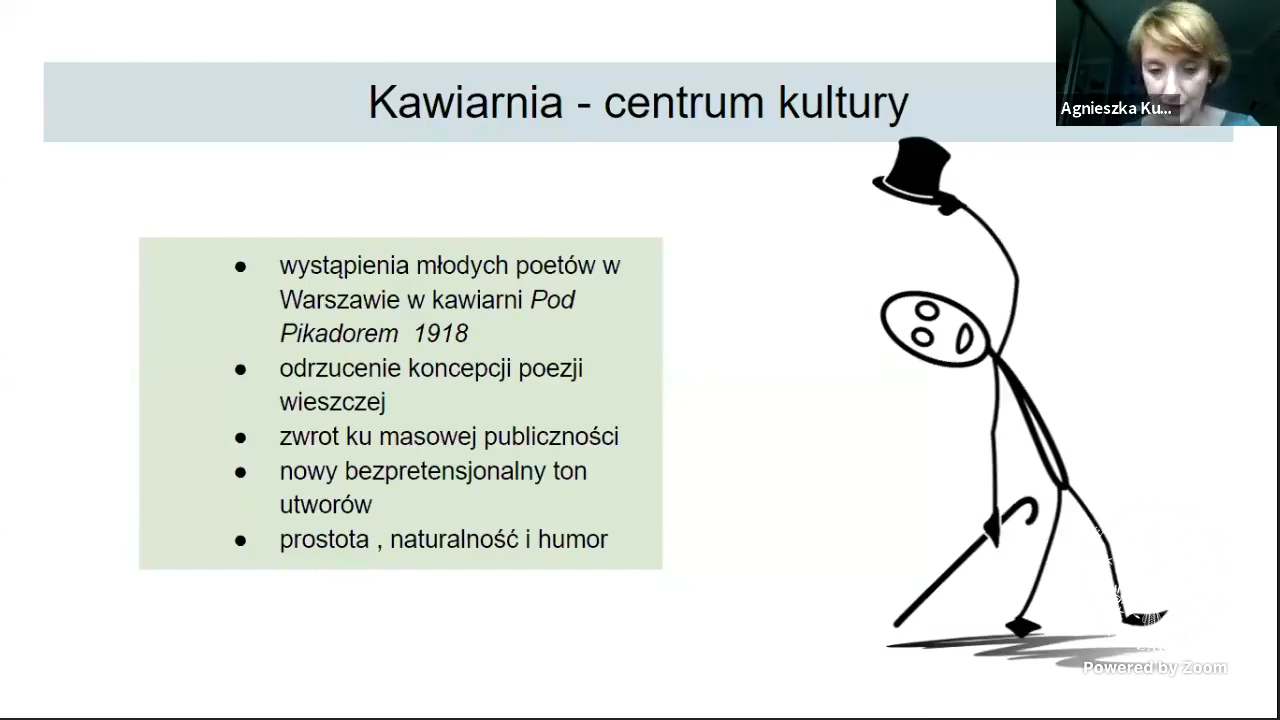 Kawiarnia - centrum kultury
Agnieszka Ku...
● wystąpienia młodych poetów w
Warszawie w kawiarni Pod
Pikadorem 1918
● odrzucenie koncepcji poezji
wieszczej
● zwrot ku masowej publiczności
● nowy bezpretensjonalny ton
utworów
● prostota , naturalność i humor
Powered by Zoom